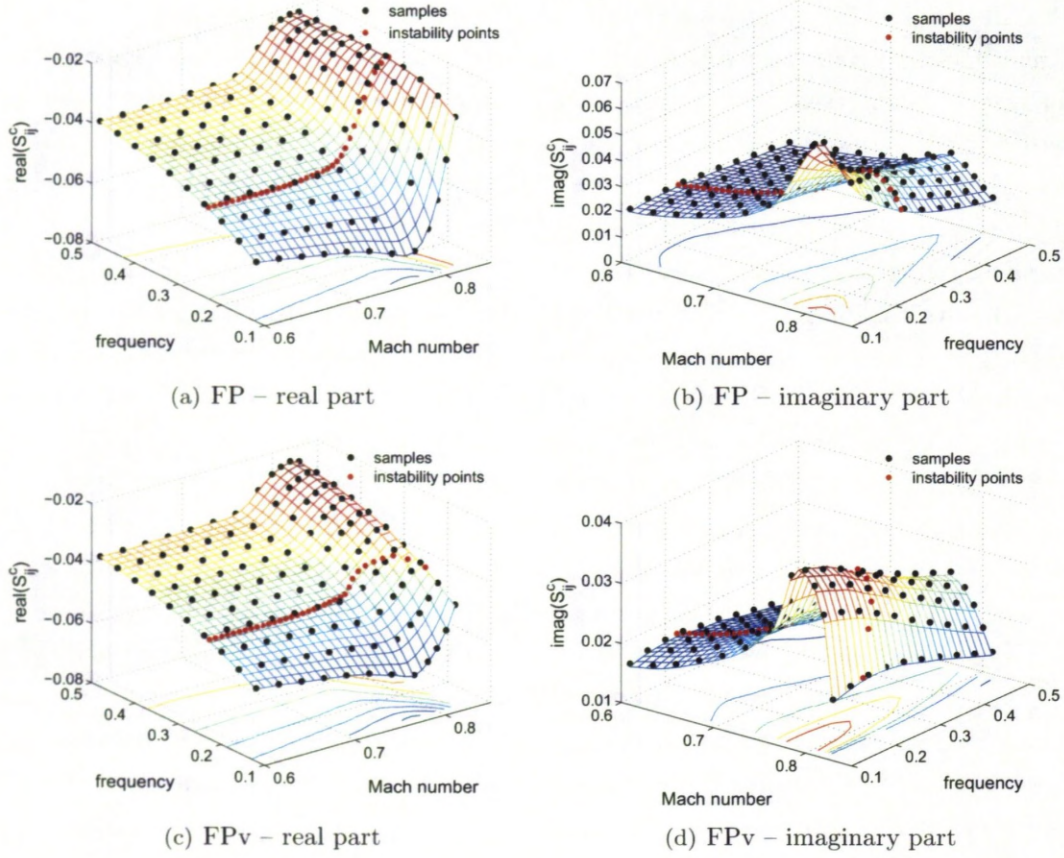 samples
instability points
−0.02
−0.04
−0.06
−0.08
real(S^c_ij)
0.5
0.4
0.3
0.2
0.1
frequency
0.6
0.7
0.8
Mach number
(a) FP – real part
samples
instability points
0.07
0.06
0.05
0.04
0.03
0.02
0.01
0
imag(S^c_ij)
0.6
0.7
0.8
Mach number
0.1
0.2
0.3
0.4
0.5
frequency
(b) FP – imaginary part
samples
instability points
−0.02
−0.04
−0.06
−0.08
real(S^c_ij)
0.5
0.4
0.3
0.2
0.1
frequency
0.6
0.7
0.8
Mach number
(c) FPv – real part
samples
instability points
0.04
0.03
0.02
0.01
imag(S^c_ij)
0.6
0.7
0.8
Mach number
0.1
0.2
0.3
0.4
0.5
frequency
(d) FPv – imaginary part